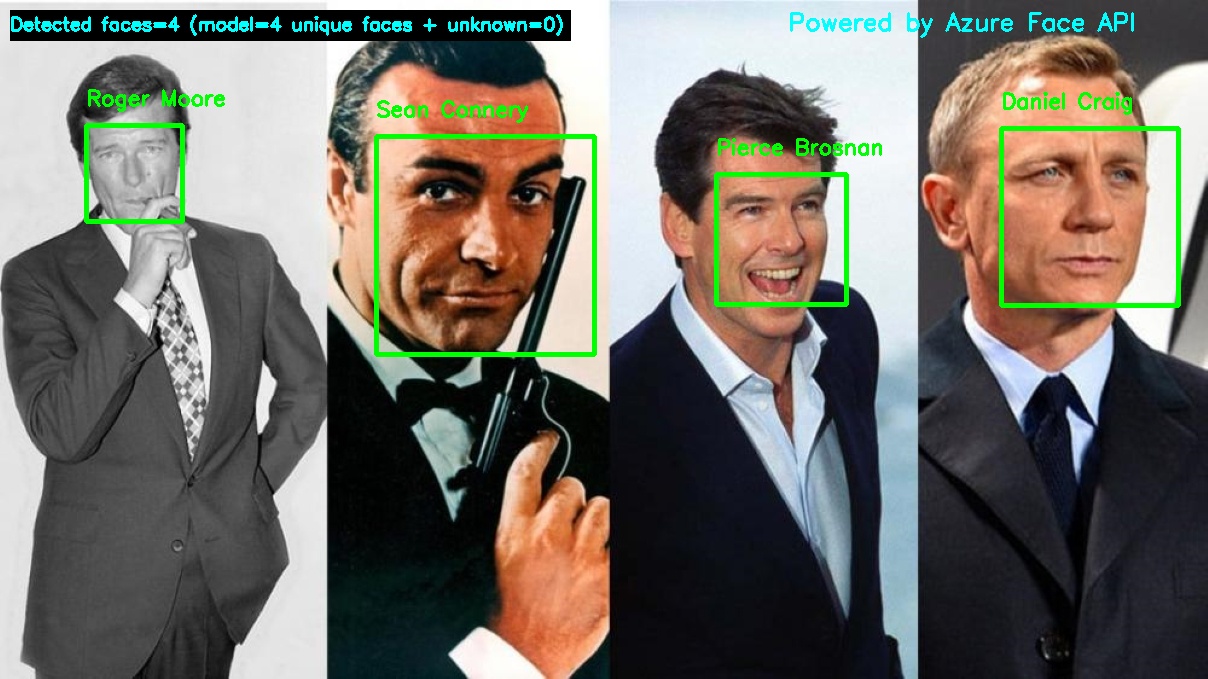 Detected faces=4 (model=4 unique faces + unknown=0)
Powered by Azure Face API
Roger Moore
Sean Connery
Pierce Brosnan
Daniel Craig